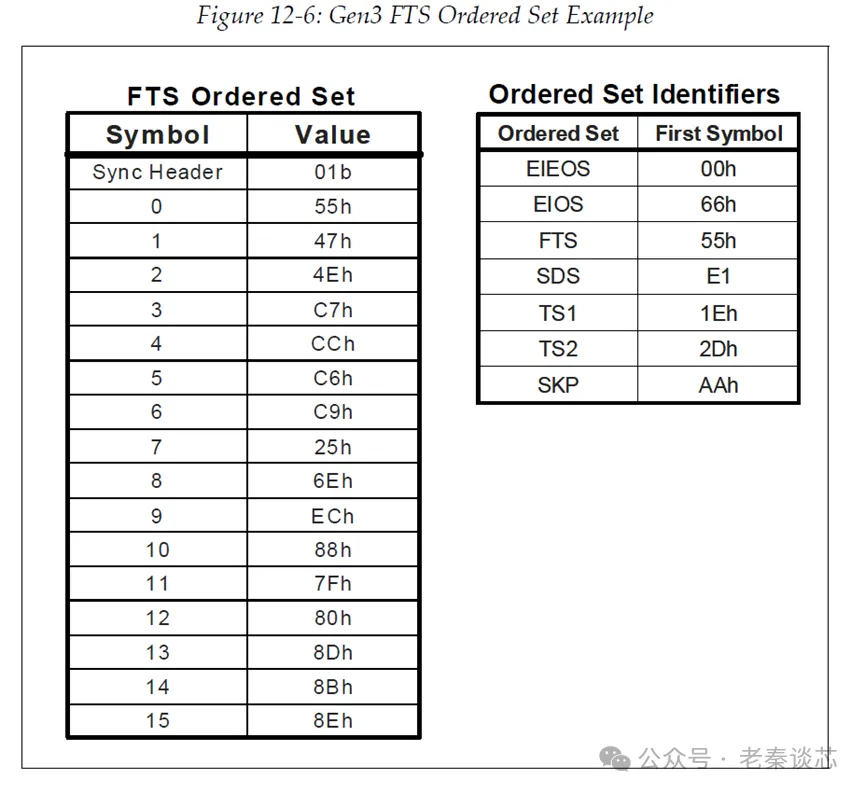 Figure 12-6: Gen3 FTS Ordered Set Example
FTS Ordered Set
Symbol Value
Sync Header 01b
0 55h
1 47h
2 4Eh
3 C7h
4 CCh
5 C6h
6 C9h
7 25h
8 6Eh
9 ECh
10 88h
11 7Fh
12 80h
13 8Dh
14 8Bh
15 8Eh
Ordered Set Identifiers
Ordered Set First Symbol
EIEOS 00h
EIOS 66h
FTS 55h
SDS E1
TS1 1Eh
TS2 2Dh
SKP AAh
公众号 · 老秦谈芯